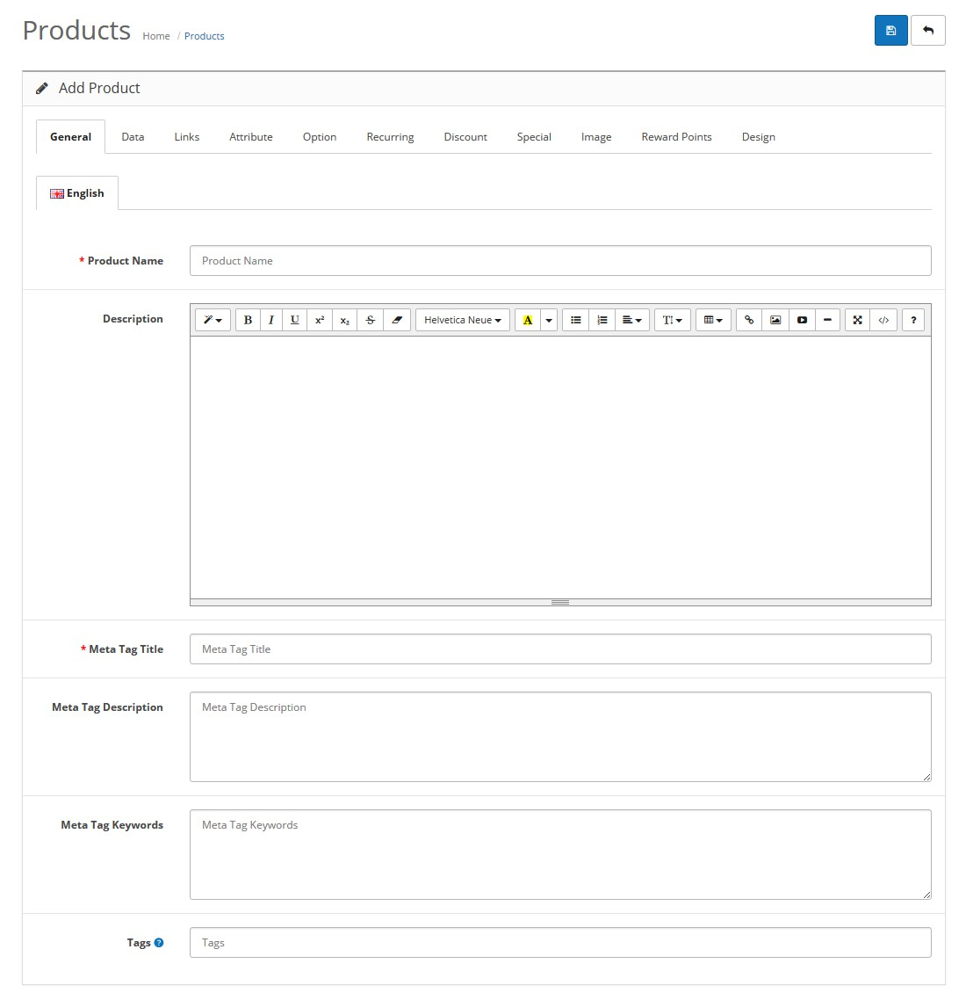 Products Home / Products
Add Product
General Data Links Attribute Option Recurring Discount Special Image Reward Points Design
English
* Product Name Product Name
Description B I U x² x₂ S Helvetica Neue A TI </> ?
* Meta Tag Title Meta Tag Title
Meta Tag Description Meta Tag Description
Meta Tag Keywords Meta Tag Keywords
Tags ? Tags